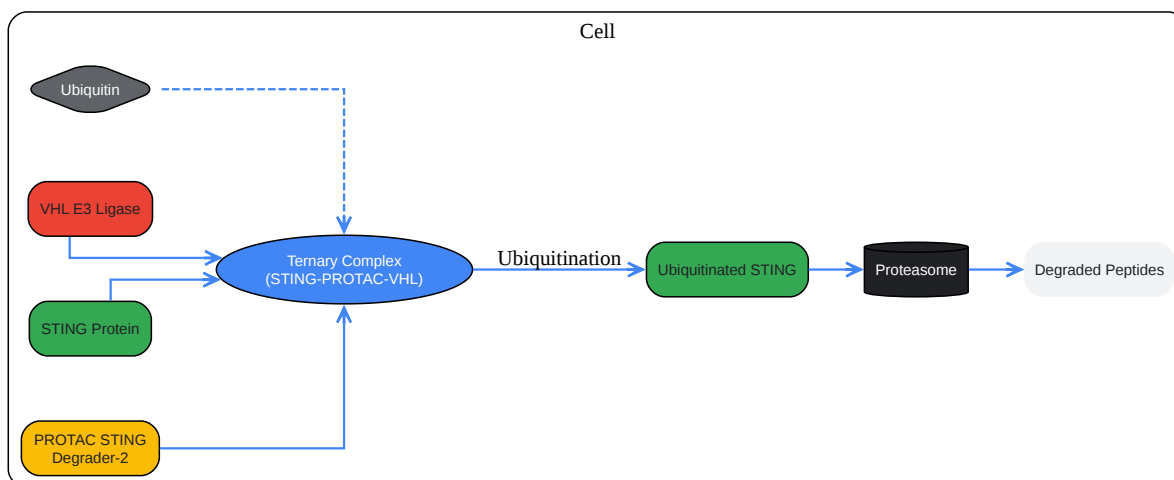 Cell
Ubiquitin
VHL E3 Ligase
STING Protein
PROTAC STING
Degrader-2
Ternary Complex
(STING-PROTAC-VHL)
Ubiquitination
Ubiquitinated STING
Proteasome
Degraded Peptides